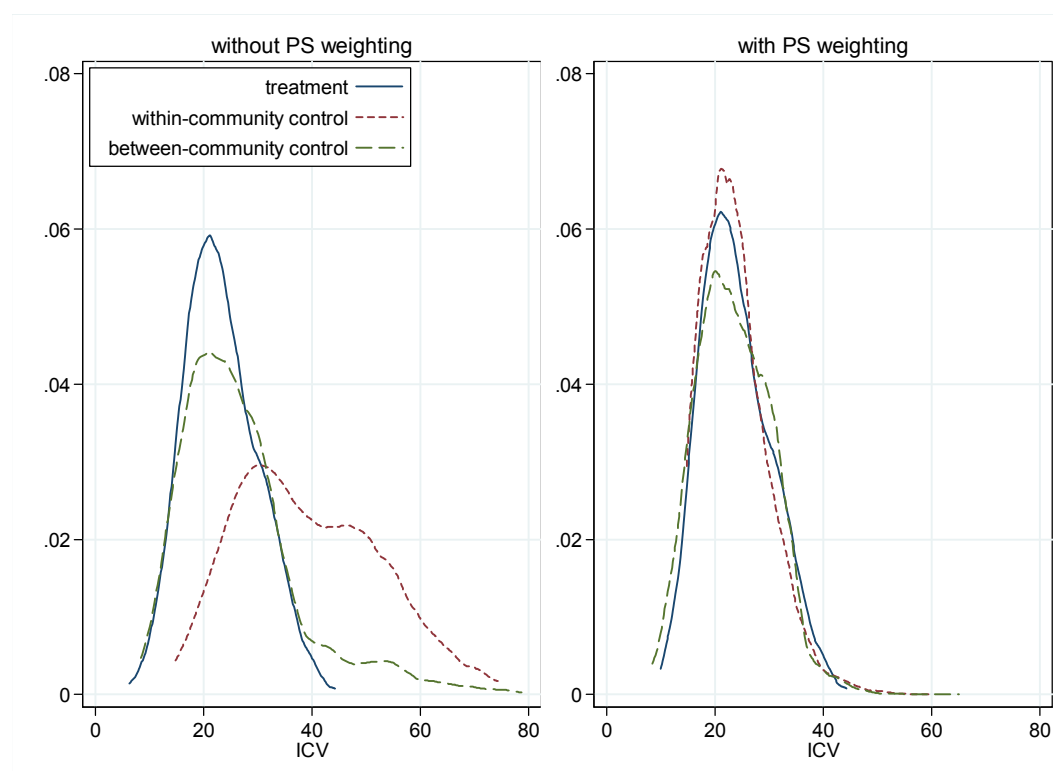 without PS weighting
treatment
within-community control
between-community control
.08
.06
.04
.02
0
0 20 40 60 80
ICV
with PS weighting
.08
.06
.04
.02
0
0 20 40 60 80
ICV